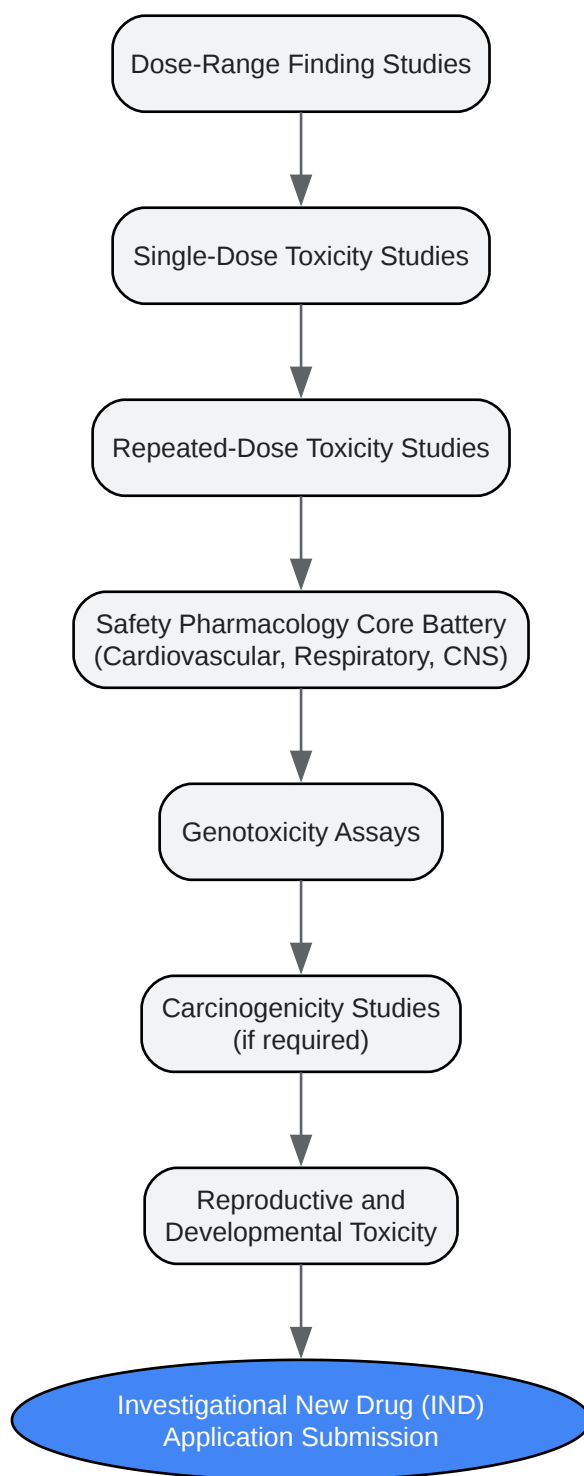 Dose-Range Finding Studies
Single-Dose Toxicity Studies
Repeated-Dose Toxicity Studies
Safety Pharmacology Core Battery
(Cardiovascular, Respiratory, CNS)
Genotoxicity Assays
Carcinogenicity Studies
(if required)
Reproductive and
Developmental Toxicity
Investigational New Drug (IND)
Application Submission